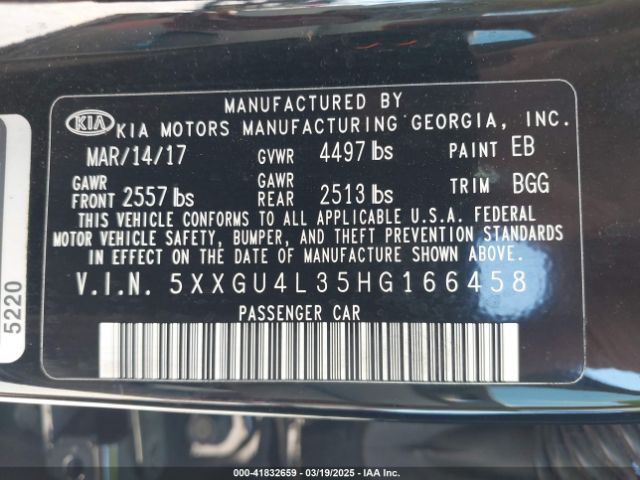 MANUFACTURED BY
KIA KIA MOTORS MANUFACTURING GEORGIA, INC.
MAR/14/17 GVWR 4497 lbs PAINT EB
GAWR FRONT 2557 lbs GAWR REAR 2513 lbs TRIM BGG
THIS VEHICLE CONFORMS TO ALL APPLICABLE U.S.A. FEDERAL
MOTOR VEHICLE SAFETY, BUMPER, AND THEFT PREVENTION STANDARDS
IN EFFECT ON THE DATE OF MANUFACTURE SHOWN ABOVE.
V.I.N. 5XXGU4L35HG166458
PASSENGER CAR
5220
000-41832659 - 03/19/2025 - IAA Inc.